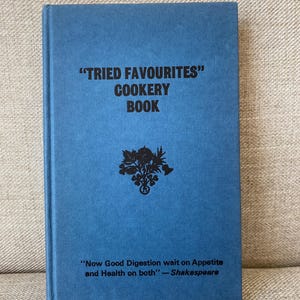 "TRIED FAVOURITES"
COOKERY
BOOK
"Now Good Digestion wait on Appetite
and Health on both" — Shakespeare